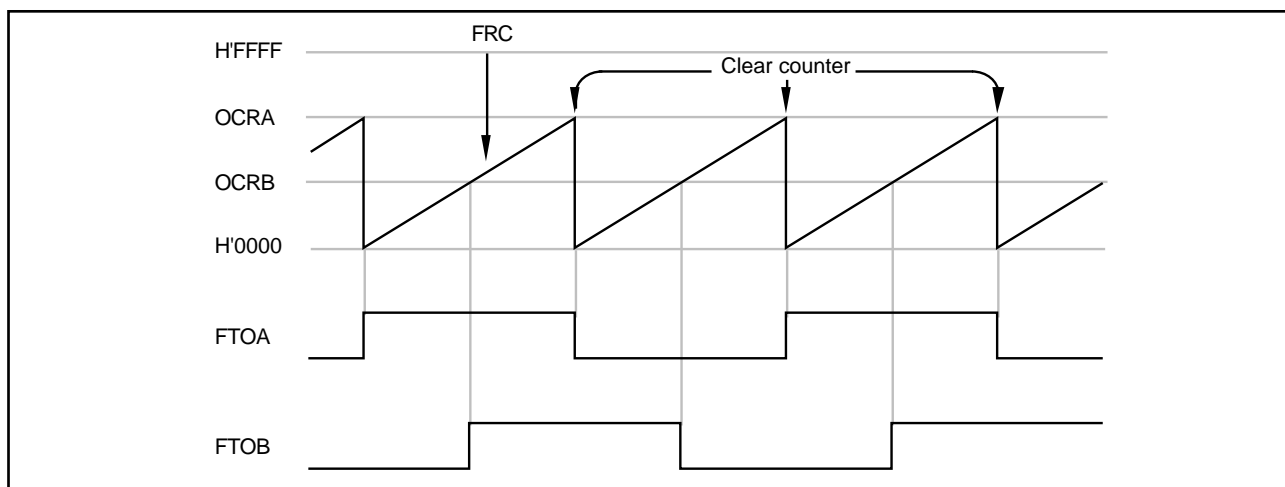 FRC
H'FFFF
Clear counter
OCRA
OCRB
H'0000
FTOA
FTOB